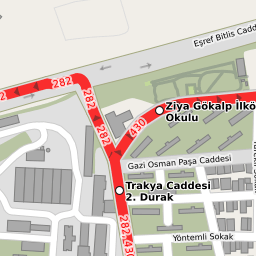 Eşref Bitlis Cadd
282
282
282
282
(430
Ziya Gökalp İlkö
Okulu
Gazi Osman Paşa Caddesi
Trakya Caddesi
2. Durak
282(430
Yöntemli Sokak